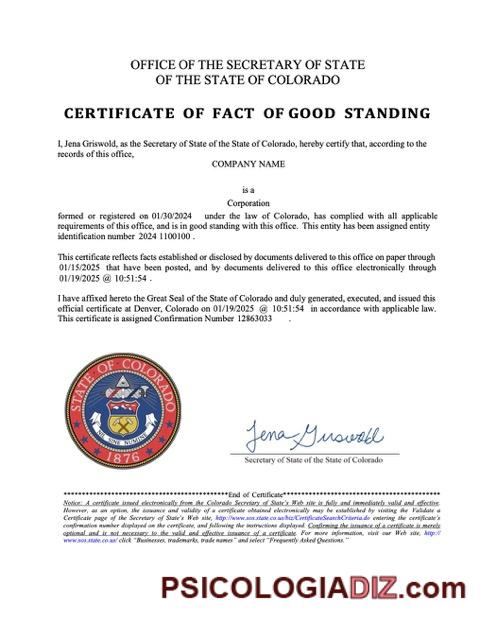 OFFICE OF THE SECRETARY OF STATE
OF THE STATE OF COLORADO
CERTIFICATE OF FACT OF GOOD STANDING
I, Jena Griswold, as the Secretary of State of the State of Colorado, hereby certify that, according to the
records of this office,
COMPANY NAME
is a
Corporation
formed or registered on 01/30/2024 under the law of Colorado, has complied with all applicable
requirements of this office, and is in good standing with this office. This entity has been assigned entity
identification number 2024 1100100 .
This certificate reflects facts established or disclosed by documents delivered to this office on paper through
01/15/2025 that have been posted, and by documents delivered to this office electronically through
01/19/2025 @ 10:51:54 .
I have affixed hereto the Great Seal of the State of Colorado and duly generated, executed, and issued this
official certificate at Denver, Colorado on 01/19/2025 @ 10:51:54 in accordance with applicable law.
This certificate is assigned Confirmation Number 12863033 .
STATE OF COLORADO
NIL SINE NUMINE
1876
Jena Griswold
Secretary of State of the State of Colorado
*********************************************End of Certificate*******************************************
Notice: A certificate issued electronically from the Colorado Secretary of State's Web site is fully and immediately valid and effective.
However, as an option, the issuance and validity of a certificate obtained electronically may be established by visiting the Validate a
Certificate page of the Secretary of State's Web site, http://www.sos.state.co.us/biz/CertificateSearchCriteria.do entering the certificate's
confirmation number displayed on the certificate, and following the instructions displayed. Confirming the issuance of a certificate is merely
optional and is not necessary to the valid and effective issuance of a certificate. For more information, visit our Web site, http://
www.sos.state.co.us/ click "Businesses, trademarks, trade names" and select "Frequently Asked Questions."
PSICOLOGIADIZ.com